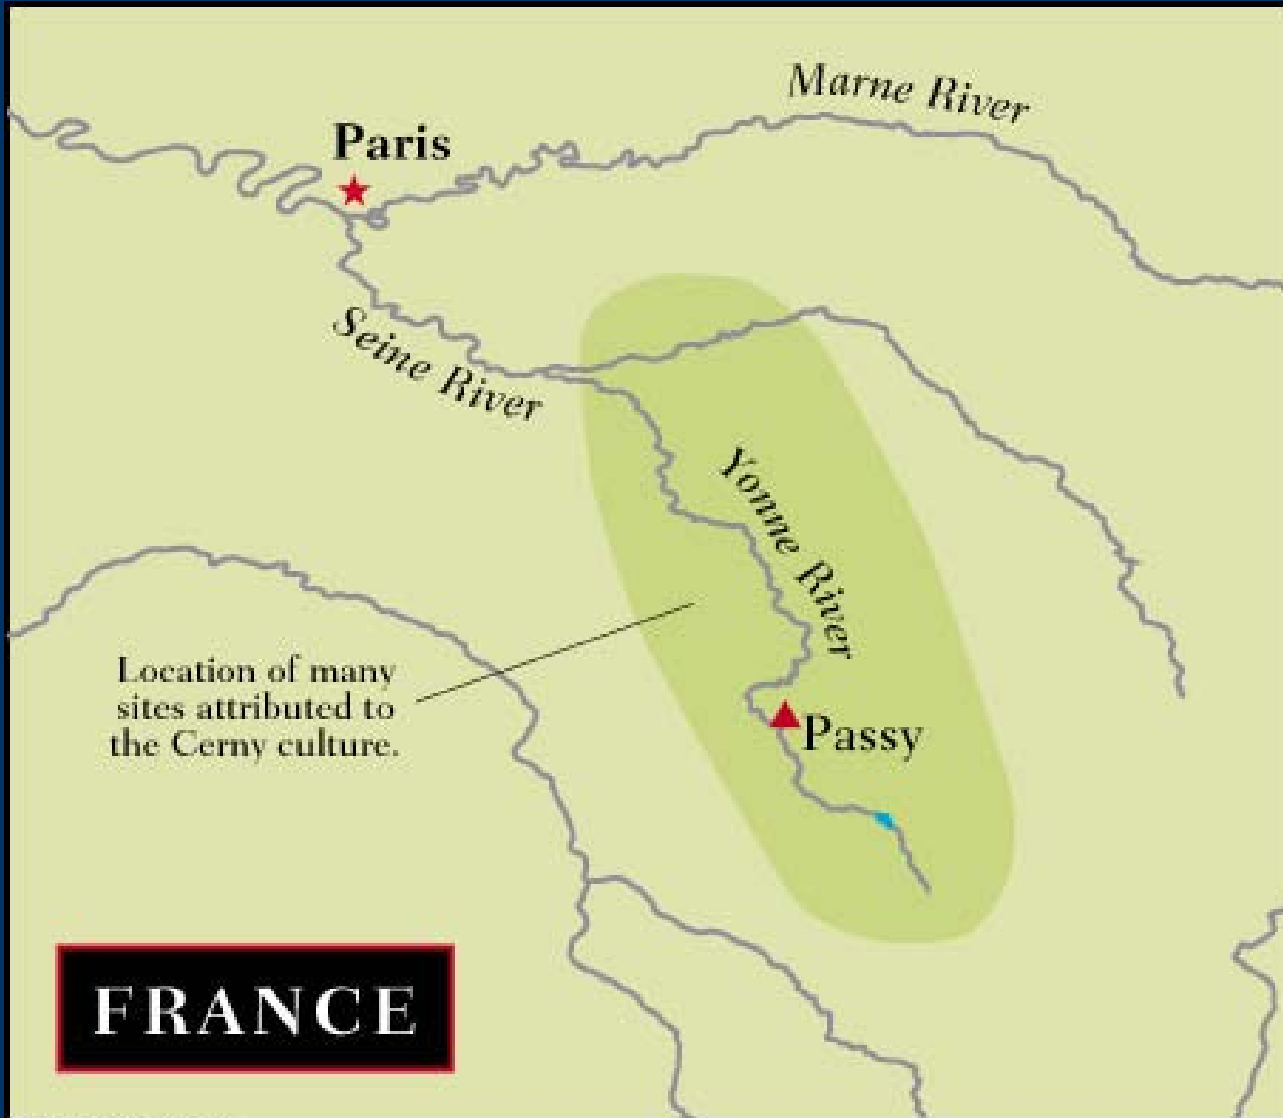 Marne River
Paris
Seine River
Yonne River
Location of many
sites attributed to
the Cerny culture.
Passy
FRANCE